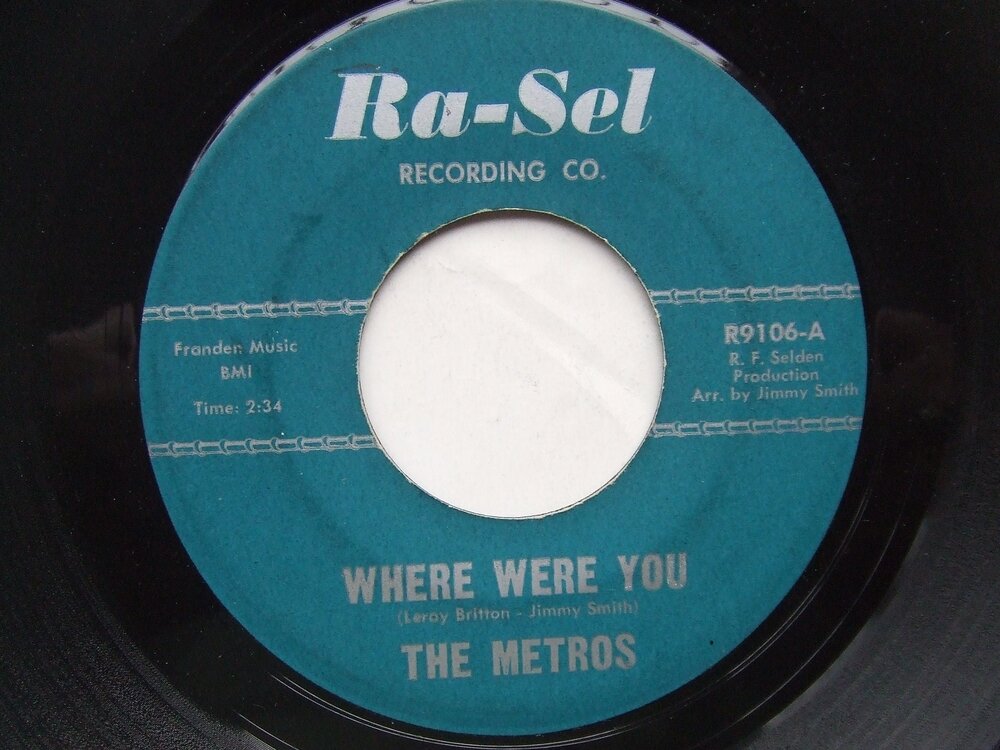 Ra-Sel
RECORDING CO.
Franden Music
BMI
Time: 2:34
R9106-A
R. F. Selden
Production
Arr. by Jimmy Smith
WHERE WERE YOU
(Leroy Britton - Jimmy Smith)
THE METROS